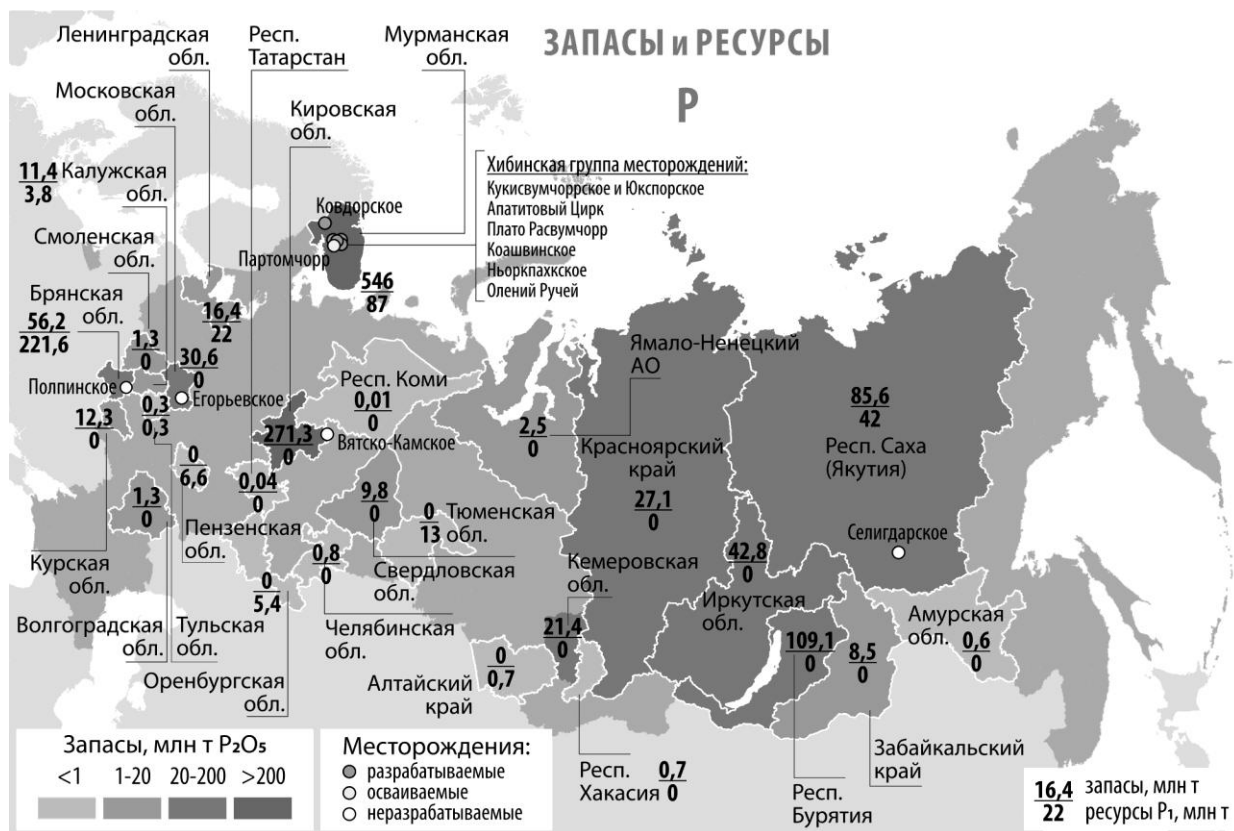 ЗАПАСЫ и РЕСУРСЫ
P
Ленинградская
обл.
Респ.
Татарстан
Мурманская
обл.
Московская
обл.
Кировская
обл.
11,4
3,8
Калужская
обл.
Хибинская группа месторождений:
Кукисвумчоррское и Юкспорское
Апатитовый Цирк
Плато Расвумчорр
Коашвинское
Ньоркпахкское
Олений Ручей
Ковдорское
Партомчорр
546
87
Смоленская
обл.
Брянская
обл.
56,2
221,6
16,4
22
1,3
0
30,6
0
Полпинское
Егорьевское
0,3
0,3
12,3
0
Респ. Коми
0,01
0
Ямало-Ненецкий
АО
2,5
0
271,3
0
Вятско-Камское
Красноярский
край
27,1
0
85,6
42
Респ. Саха
(Якутия)
Селигдарское
0
6,6
0,04
0
1,3
0
9,8
0
0
13
Тюменская
обл.
Пензенская
обл.
Курская
обл.
0,8
0
Свердловская
обл.
Кемеровская
обл.
42,8
0
0
5,4
Иркутская
обл.
Амурская
обл.
0,6
0
Волгоградская
обл.
Тульская
обл.
Челябинская
обл.
21,4
0
109,1
0
8,5
0
0
0,7
Оренбургская
обл.
Алтайский
край
Забайкальский
край
Респ.
Хакасия
0,7
0
Респ.
Бурятия
Запасы, млн т P₂O₅
<1 1-20 20-200 >200
Месторождения:
разрабатываемые
осваиваемые
неразрабатываемые
16,4 запасы, млн т
22 ресурсы P₁, млн т